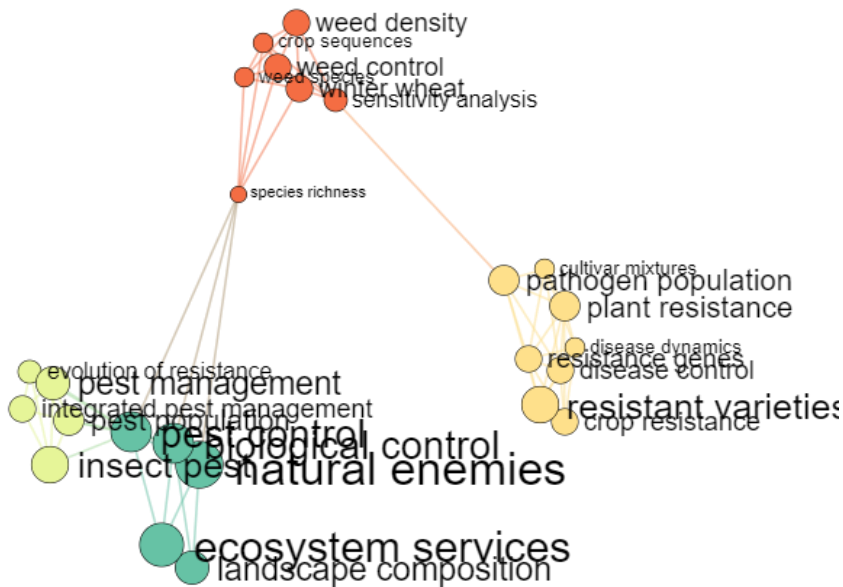 weed density
crop sequences
weed control
weed species
winter wheat
sensitivity analysis
species richness
cultivar mixtures
pathogen population
plant resistance
disease dynamics
resistance genes
disease control
resistant varieties
crop resistance
evolution of resistance
pest management
integrated pest management
pest population
pest control
biological control
insect pest
natural enemies
ecosystem services
landscape composition